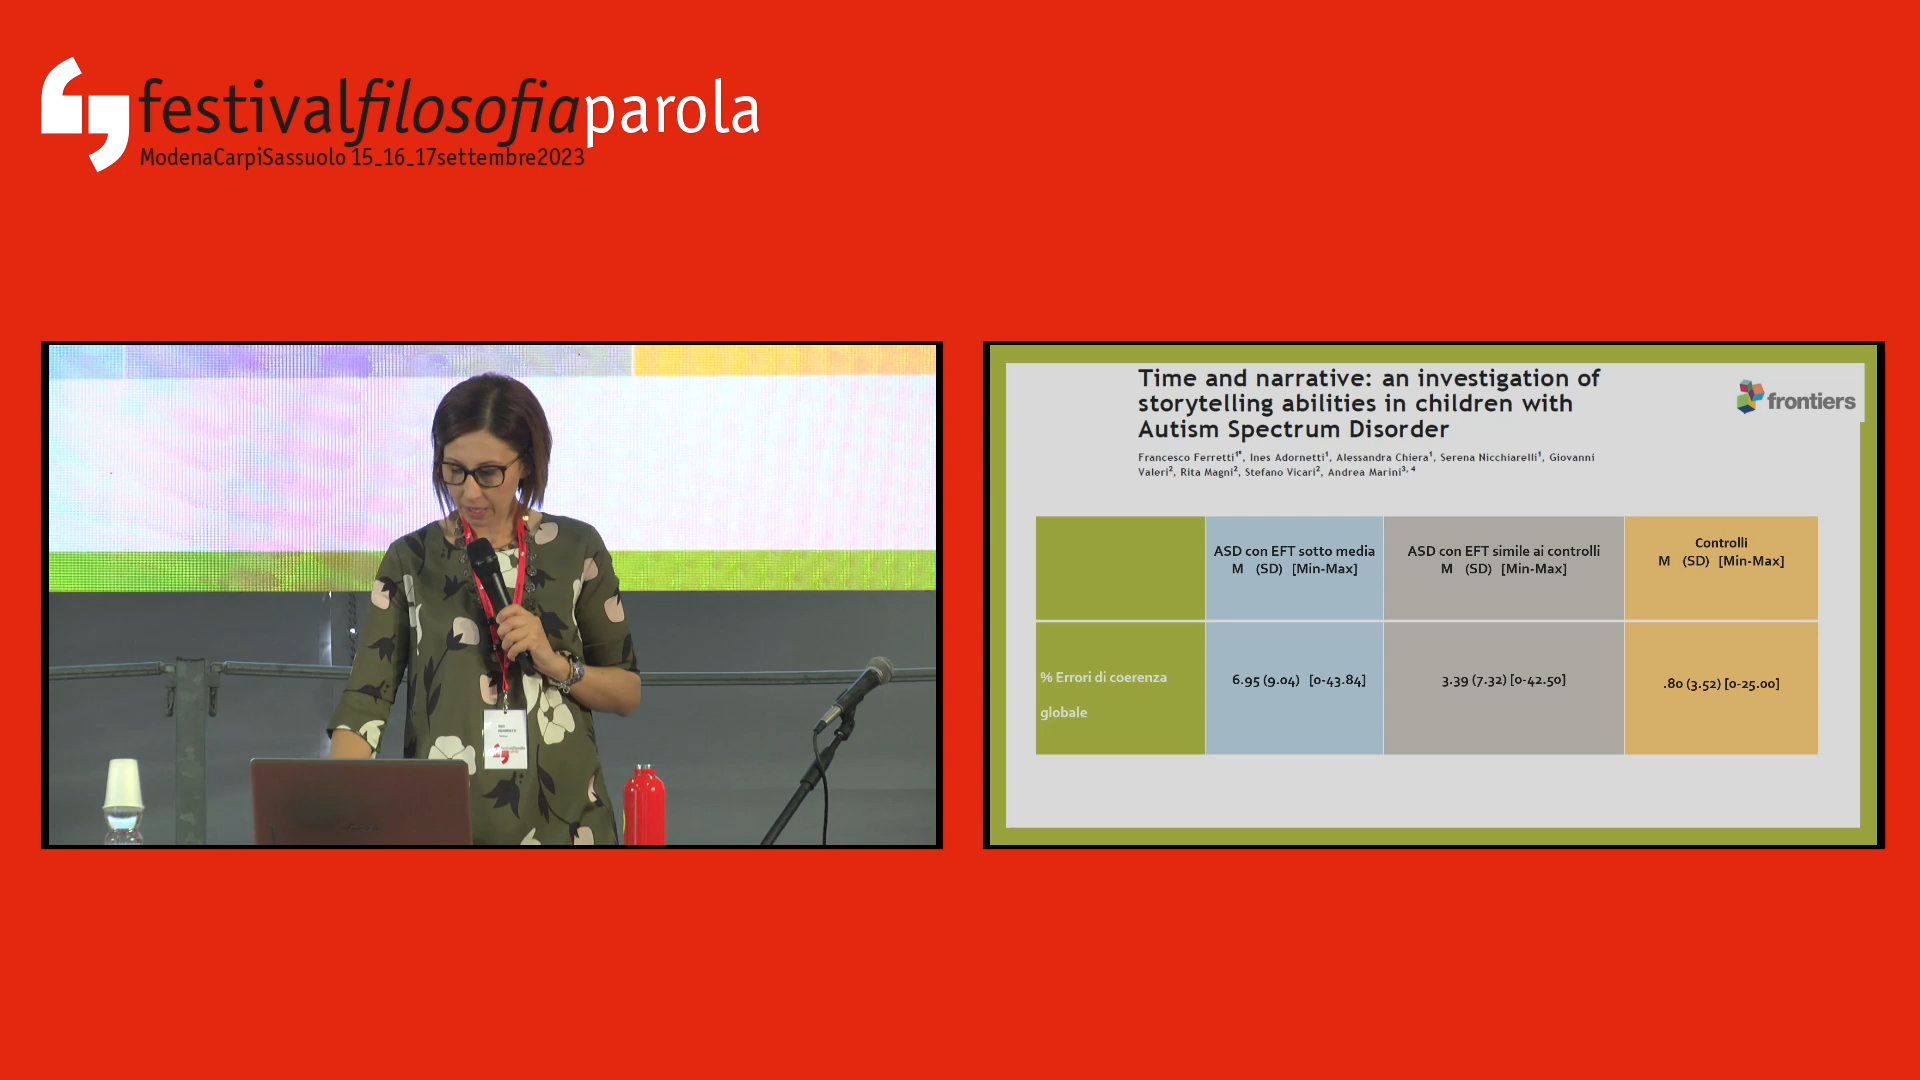 festivalfilosofiaparola
ModenaCarpiSassuolo 15_16_17settembre2023
Time and narrative: an investigation of
storytelling abilities in children with
Autism Spectrum Disorder
frontiers
Francesco Ferretti1*, Ines Adornetti1, Alessandra Chiera1, Serena Nicchiarelli1, Giovanni
Valeri2, Rita Magni2, Stefano Vicari2, Andrea Marini3, 4
ASD con EFT sotto media
M (SD) [Min-Max]
ASD con EFT simile ai controlli
M (SD) [Min-Max]
Controlli
M (SD) [Min-Max]
% Errori di coerenza
globale
6.95 (9.04) [0-43.84]
3.39 (7.32) [0-42.50]
.80 (3.52) [0-25.00]